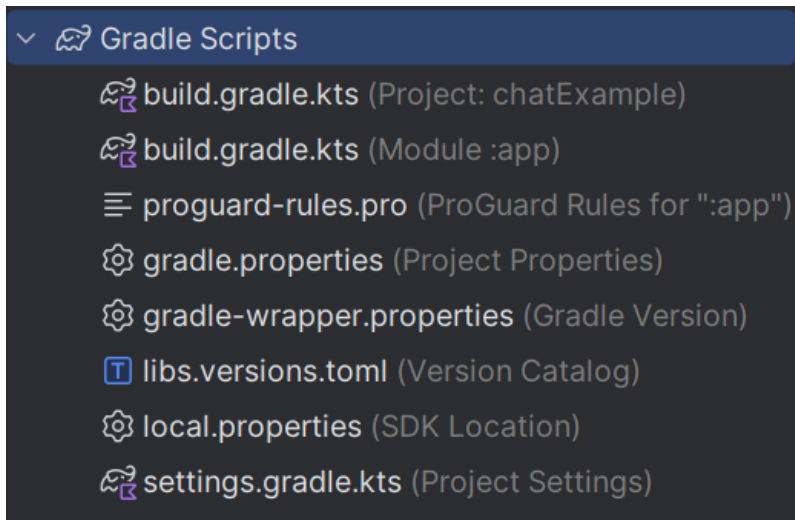 Gradle Scripts
build.gradle.kts (Project: chatExample)
build.gradle.kts (Module :app)
proguard-rules.pro (ProGuard Rules for ":app")
gradle.properties (Project Properties)
gradle-wrapper.properties (Gradle Version)
libs.versions.toml (Version Catalog)
local.properties (SDK Location)
settings.gradle.kts (Project Settings)